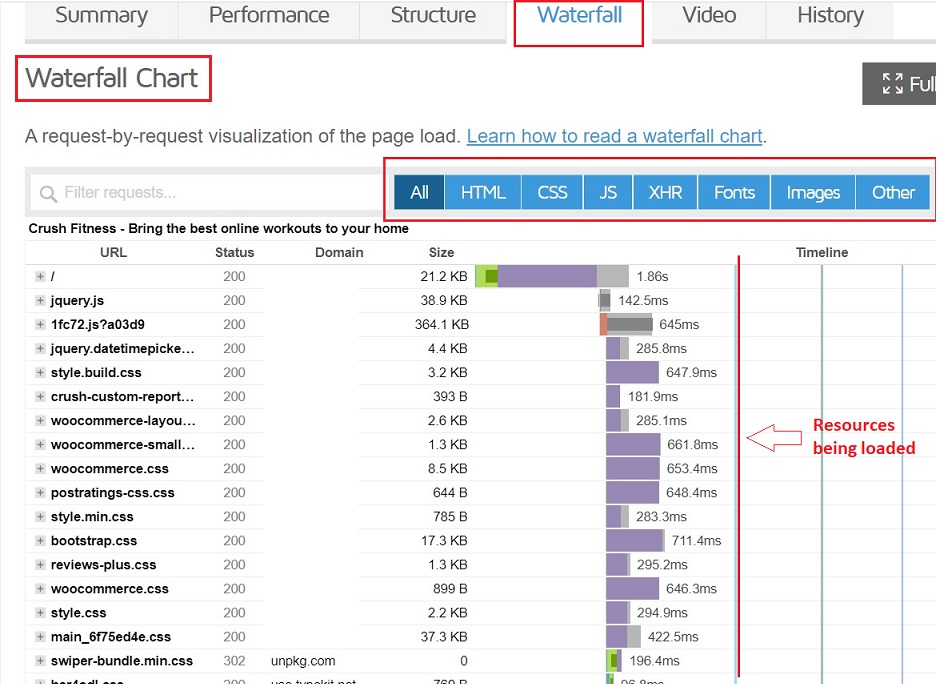 Summary Performance Structure Waterfall Video History
Waterfall Chart
Full
A request-by-request visualization of the page load. Learn how to read a waterfall chart.
Filter requests... All HTML CSS JS XHR Fonts Images Other
Crush Fitness - Bring the best online workouts to your home
URL Status Domain Size Timeline
/ 200 21.2 KB 1.86s
jquery.js 200 38.9 KB 142.5ms
1fc72.js?a03d9 200 364.1 KB 645ms
jquery.datetimepicke... 200 4.4 KB 285.8ms
style.build.css 200 3.2 KB 647.9ms
crush-custom-report... 200 393 B 181.9ms
woocommerce-layou... 200 2.6 KB 285.1ms
woocommerce-small... 200 1.3 KB 661.8ms
woocommerce.css 200 8.5 KB 653.4ms
postratings-css.css 200 644 B 648.4ms
style.min.css 200 785 B 283.3ms
bootstrap.css 200 17.3 KB 711.4ms
reviews-plus.css 200 1.3 KB 295.2ms
woocommerce.css 200 899 B 646.3ms
style.css 200 2.2 KB 294.9ms
main_6f75ed4e.css 200 37.3 KB 422.5ms
swiper-bundle.min.css 302 unpkg.com 0 196.4ms
200 use.typekit.net 769 B 96.8ms
Resources
being loaded